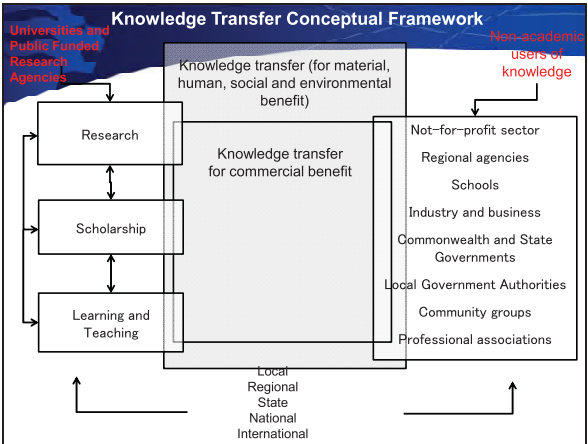 Knowledge Transfer Conceptual Framework
Universities and
Public Funded
Research
Agencies
Non-academic
users of
knowledge
Knowledge transfer (for material,
human, social and environmental
benefit)
Knowledge transfer
for commercial benefit
Research
Scholarship
Learning and
Teaching
Not-for-profit sector
Regional agencies
Schools
Industry and business
Commonwealth and State
Governments
Local Government Authorities
Community groups
Professional associations
Local
Regional
State
National
International